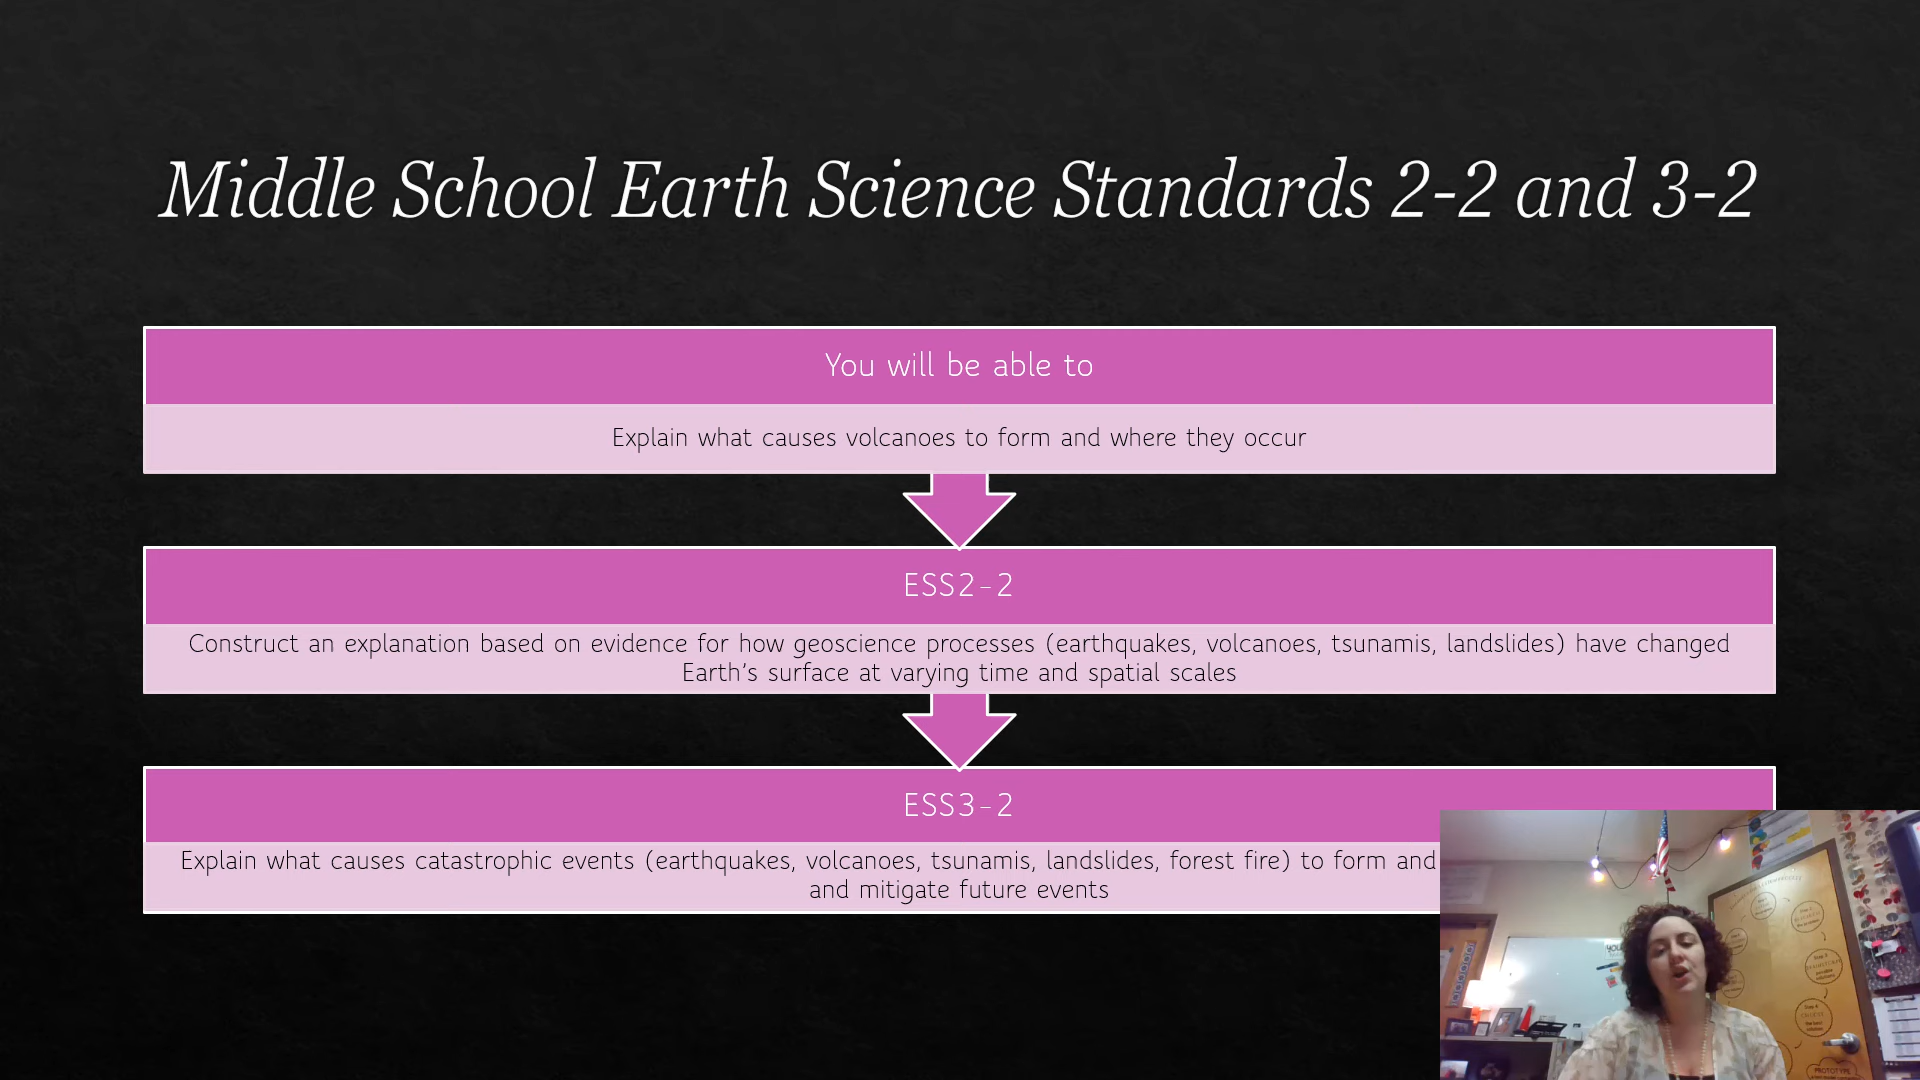 Middle School Earth Science Standards 2-2 and 3-2
You will be able to
Explain what causes volcanoes to form and where they occur
ESS2-2
Construct an explanation based on evidence for how geoscience processes (earthquakes, volcanoes, tsunamis, landslides) have changed
Earth’s surface at varying time and spatial scales
ESS3-2
Explain what causes catastrophic events (earthquakes, volcanoes, tsunamis, landslides, forest fire) to form and
and mitigate future events
PROTOTYPE